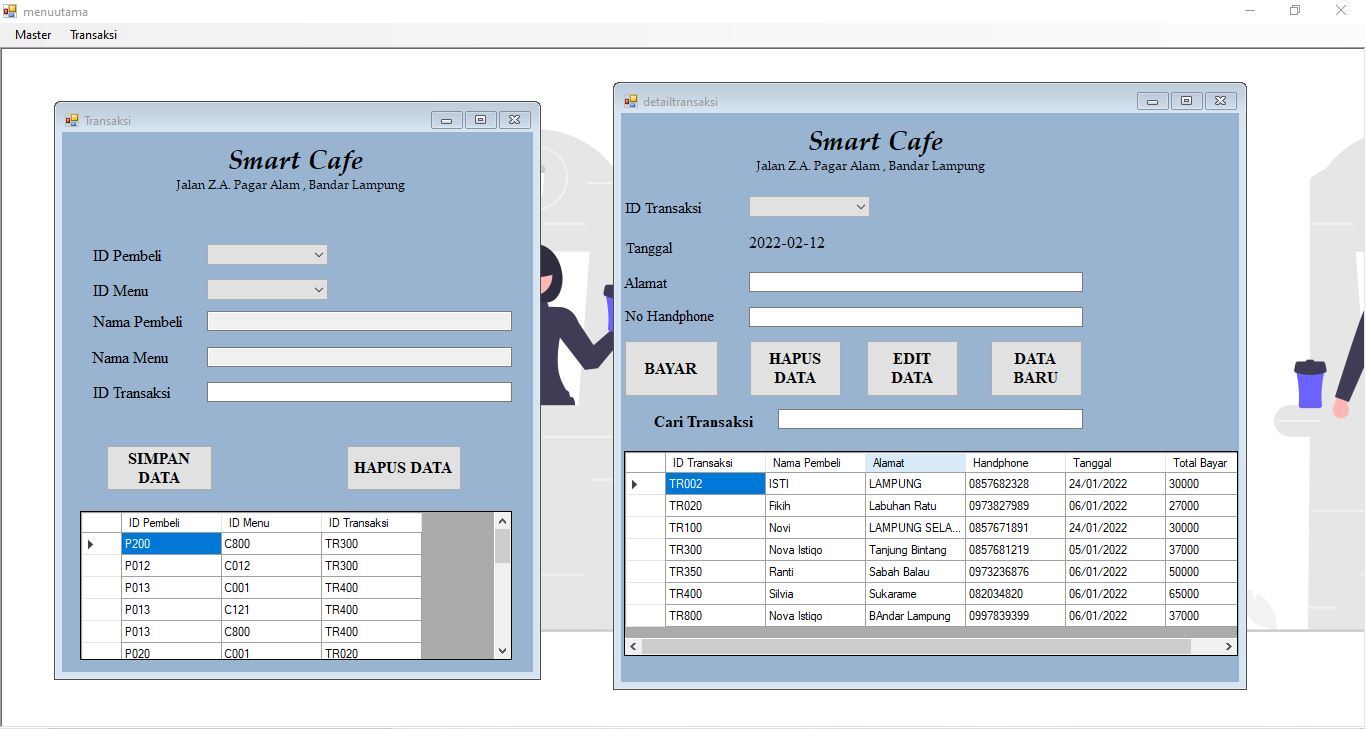 menuutama
Master Transaksi
Transaksi
Smart Cafe
Jalan Z.A. Pagar Alam , Bandar Lampung
ID Pembeli
ID Menu
Nama Pembeli
Nama Menu
ID Transaksi
SIMPAN
DATA
HAPUS DATA
ID Pembeli ID Menu ID Transaksi
P200 C800 TR300
P012 C012 TR300
P013 C001 TR400
P013 C121 TR400
P013 C800 TR400
P020 C001 TR020
detailtransaksi
Smart Cafe
Jalan Z.A. Pagar Alam , Bandar Lampung
ID Transaksi
Tanggal 2022-02-12
Alamat
No Handphone
BAYAR
HAPUS
DATA
EDIT
DATA
DATA
BARU
Cari Transaksi
ID Transaksi Nama Pembeli Alamat Handphone Tanggal Total Bayar
TR002 ISTI LAMPUNG 0857682328 24/01/2022 30000
TR020 Fikih Labuhan Ratu 0973827989 06/01/2022 27000
TR100 Novi LAMPUNG SELA... 0857671891 24/01/2022 30000
TR300 Nova Istiqo Tanjung Bintang 0857681219 05/01/2022 37000
TR350 Ranti Sabah Balau 0973236876 06/01/2022 50000
TR400 Silvia Sukarame 082034820 06/01/2022 65000
TR800 Nova Istiqo BAndar Lampung 0997839399 06/01/2022 37000